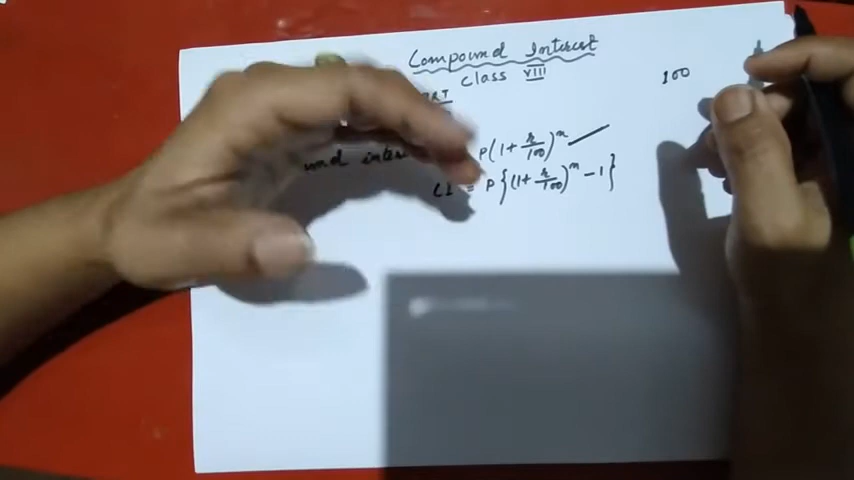 Compound Interest
Class VIII
100
P(1+r/100)^n
CI = P{(1+r/100)^n - 1}